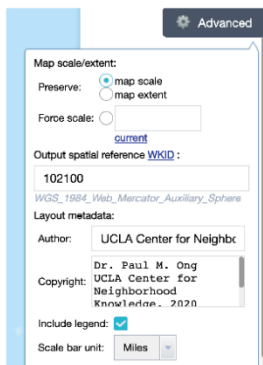 Advanced
Map scale/extent:
Preserve: map scale
map extent
Force scale:
current
Output spatial reference WKID :
102100
WGS_1984_Web_Mercator_Auxiliary_Sphere
Layout metadata:
Author: UCLA Center for Neighbo
Copyright: Dr. Paul M. Ong
UCLA Center for
Neighborhood
Knowledge, 2020
Include legend:
Scale bar unit: Miles